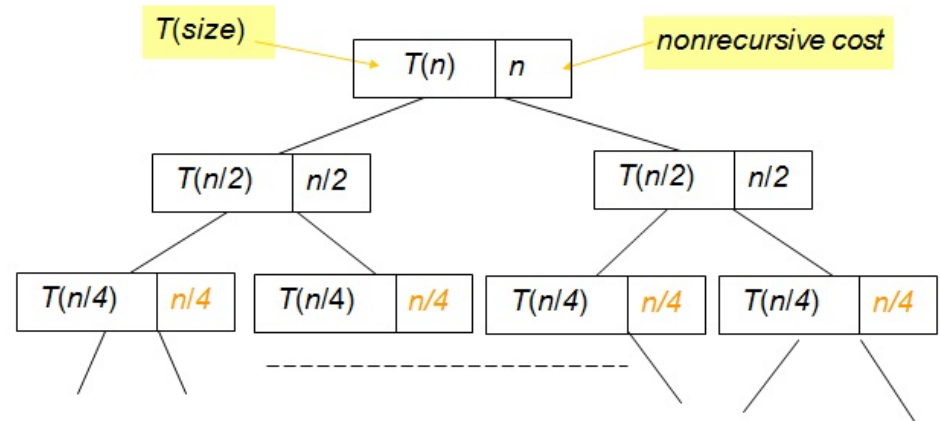 T(size)
nonrecursive cost
T(n) n
T(n/2) n/2
T(n/2) n/2
T(n/4) n/4
T(n/4) n/4
T(n/4) n/4
T(n/4) n/4